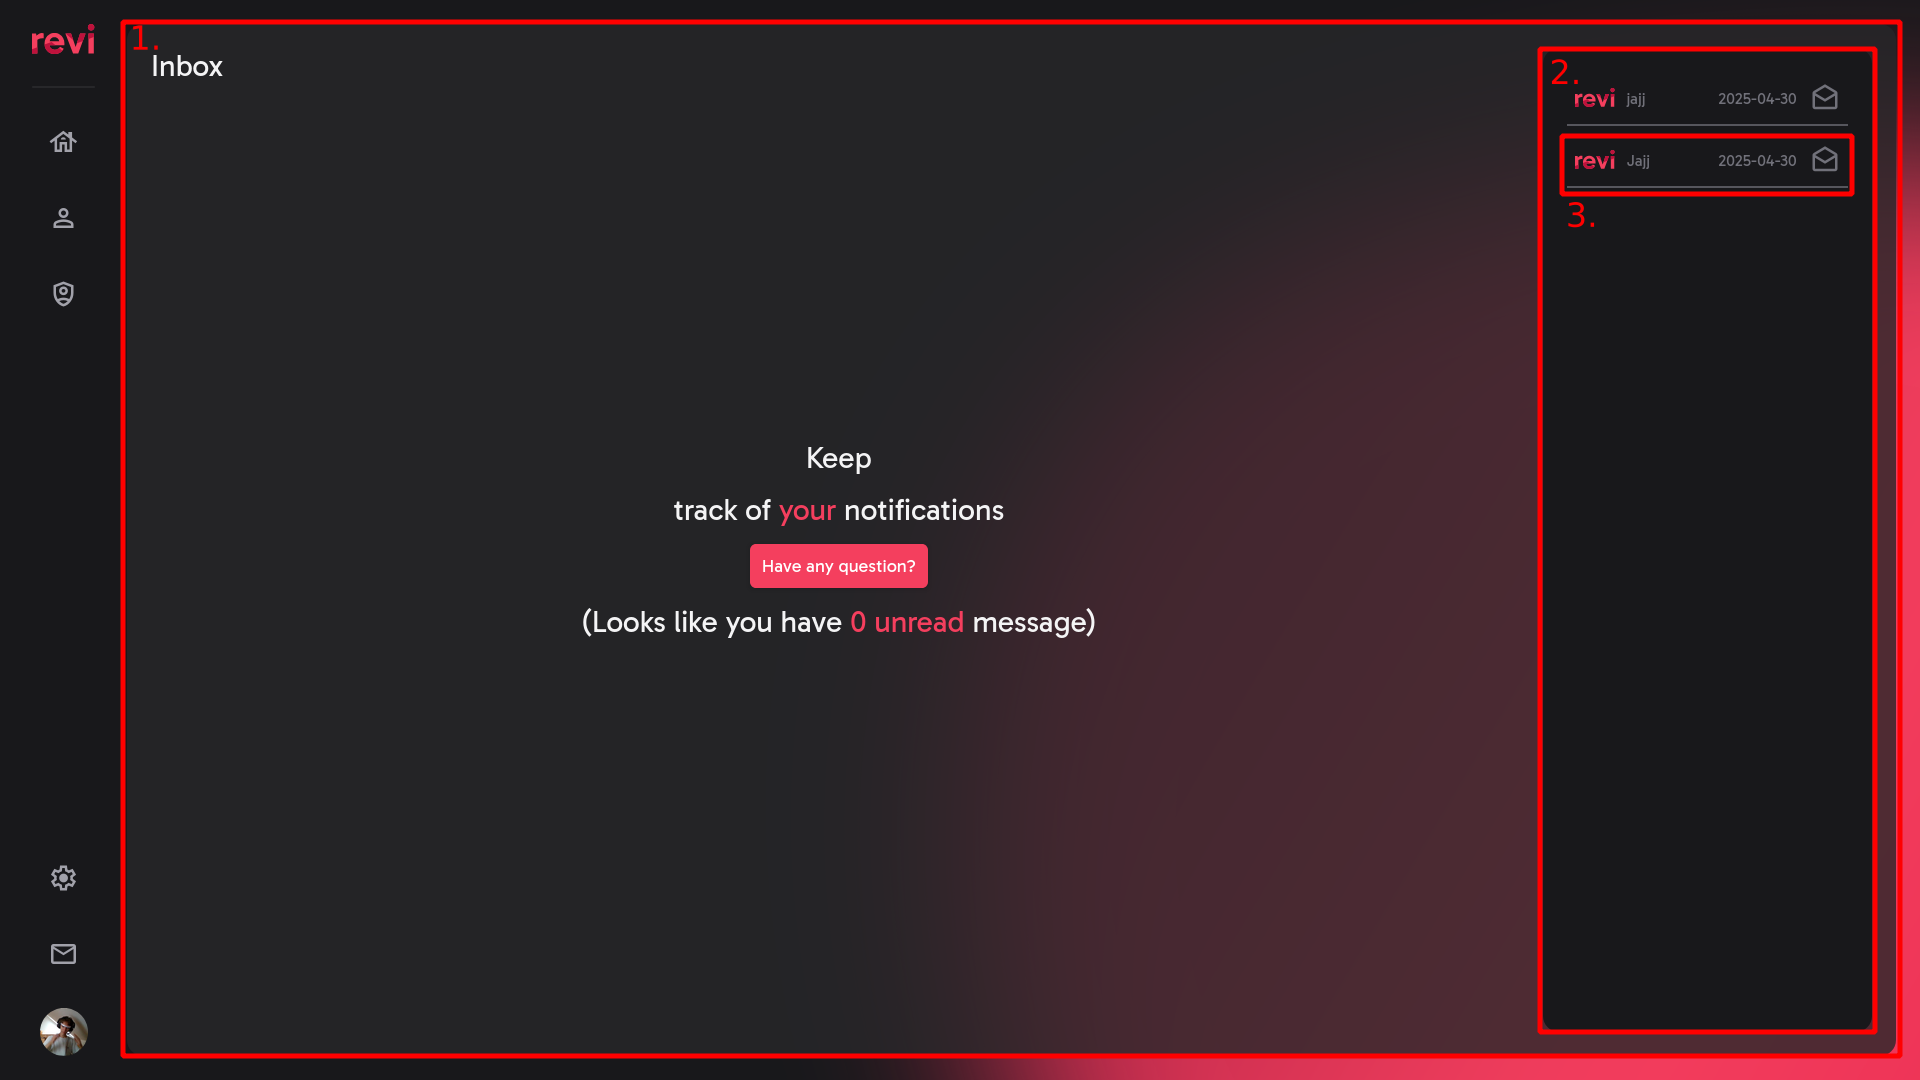 revi
1.
Inbox
2.
revi jajj 2025-04-30
revi Jajj 2025-04-30
3.
Keep
track of your notifications
Have any question?
(Looks like you have 0 unread message)